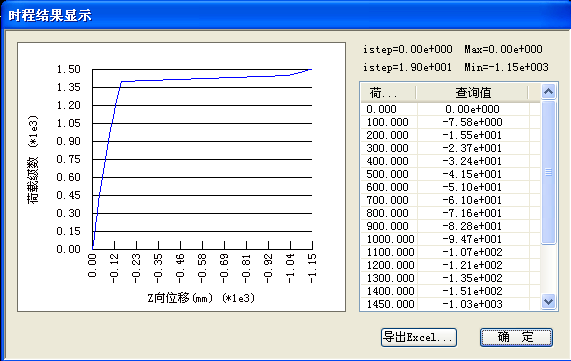 时程结果显示
istep=0.00e+000 Max=0.00e+000
istep=1.90e+001 Min=-1.15e+003
荷载级数 (*1e3)
1.50
1.35
1.20
1.05
0.90
0.75
0.60
0.45
0.30
0.15
0.00
0.00 -0.12 -0.23 -0.35 -0.46 -0.58 -0.69 -0.81 -0.92 -1.04 -1.15
Z向位移(mm) (*1e3)
荷... 查询值
0.000 0.00e+000
100.000 -7.58e+000
200.000 -1.55e+001
300.000 -2.37e+001
400.000 -3.24e+001
500.000 -4.15e+001
600.000 -5.10e+001
700.000 -6.10e+001
800.000 -7.16e+001
900.000 -8.28e+001
1000.000 -9.47e+001
1100.000 -1.07e+002
1200.000 -1.21e+002
1300.000 -1.35e+002
1400.000 -1.51e+002
1450.000 -1.03e+003
导出Excel... 确 定